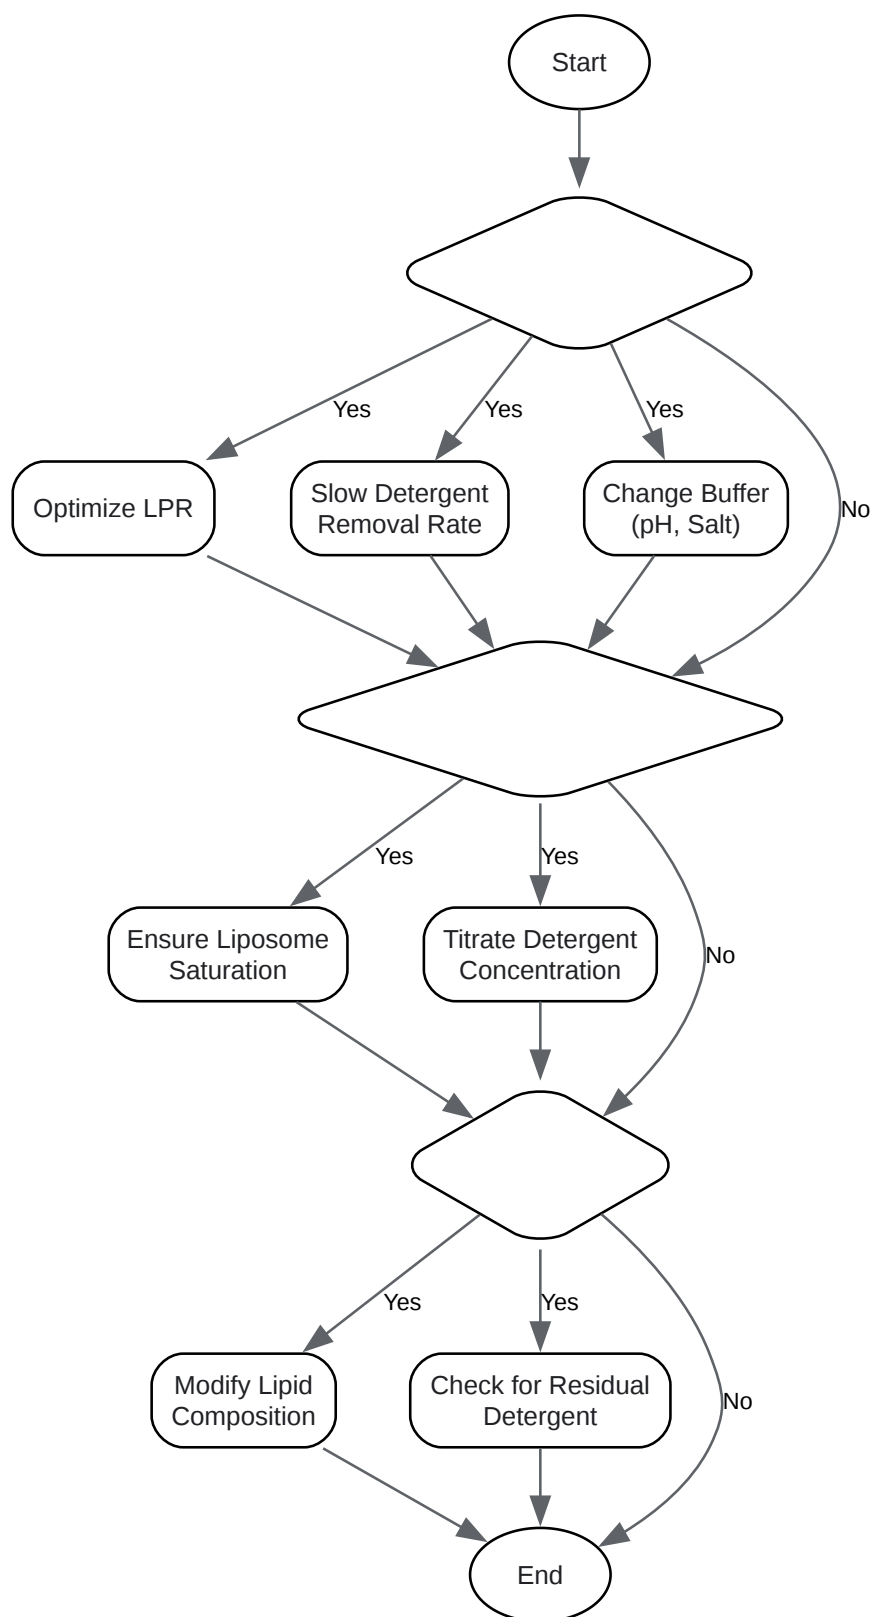 Start
Yes
Yes
Yes
Optimize LPR
Slow Detergent
Removal Rate
Change Buffer
(pH, Salt)
No
Yes
Yes
Ensure Liposome
Saturation
Titrate Detergent
Concentration
No
Yes
Yes
Modify Lipid
Composition
Check for Residual
Detergent
No
End